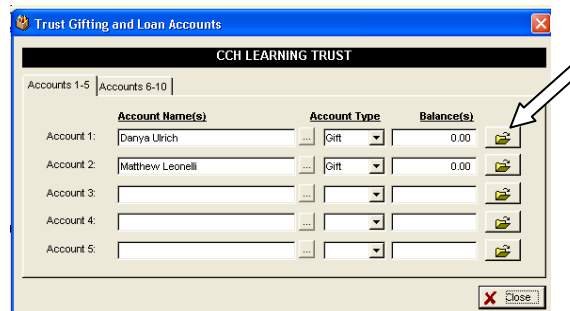 Trust Gifting and Loan Accounts
CCH LEARNING TRUST
Accounts 1-5 Accounts 6-10
Account Name(s) Account Type Balance(s)
Account 1: Danya Ulrich ... Gift 0.00
Account 2: Matthew Leonelli ... Gift 0.00
Account 3: ...
Account 4: ...
Account 5: ...
Close